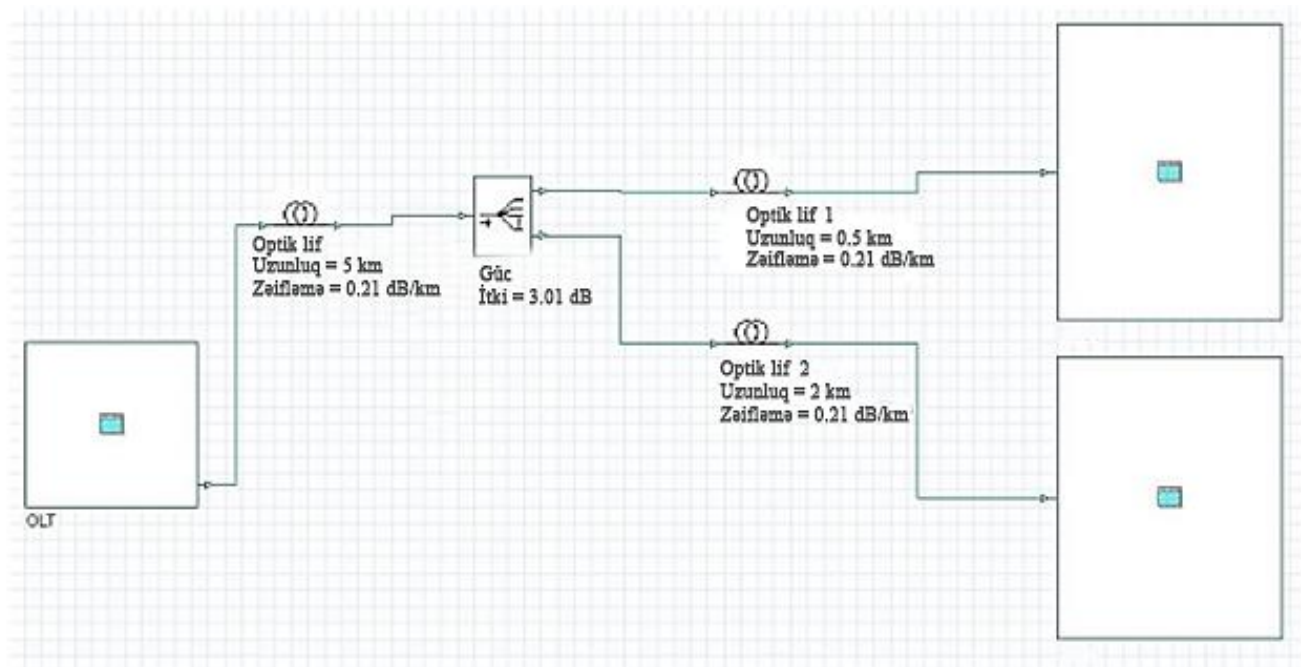 Optik lif
Uzunluq = 5 km
Zəifləmə = 0.21 dB/km
Güc
İtki = 3.01 dB
Optik lif 1
Uzunluq = 0.5 km
Zəifləmə = 0.21 dB/km
Optik lif 2
Uzunluq = 2 km
Zəifləmə = 0.21 dB/km
OLT